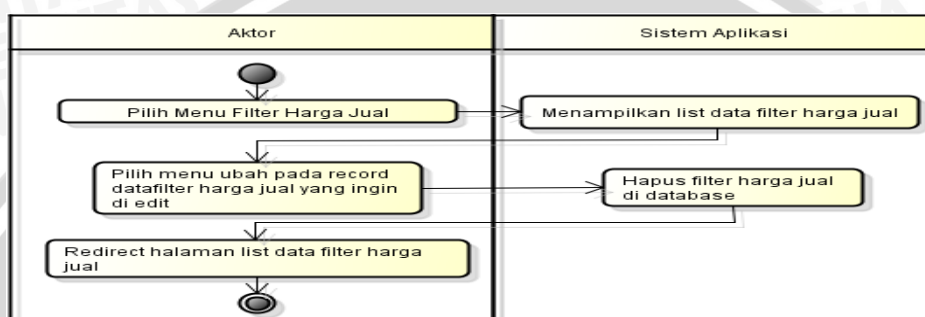 Aktor
Sistem Aplikasi
Pilih Menu Filter Harga Jual
Menampilkan list data filter harga jual
Pilih menu ubah pada record
datafilter harga jual yang ingin
di edit
Hapus filter harga jual
di database
Redirect halaman list data filter harga
jual